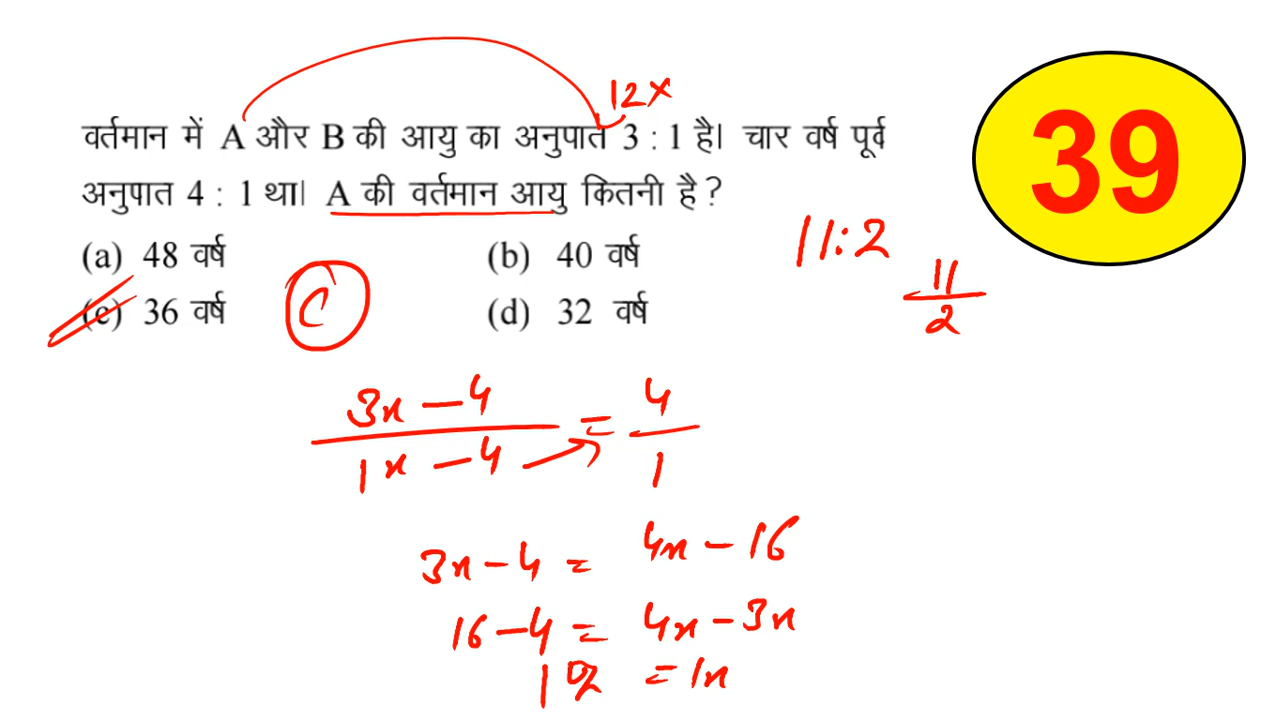 12x
वर्तमान में A और B की आयु का अनुपात 3 : 1 है। चार वर्ष पूर्व
अनुपात 4 : 1 था। A की वर्तमान आयु कितनी है ?
(a) 48 वर्ष (b) 40 वर्ष
(c) 36 वर्ष (d) 32 वर्ष
C
39
11:2
11
2
3x - 4 = 4
1x - 4 1
3x - 4 = 4x - 16
16 - 4 = 4x - 3x
12 = 1x